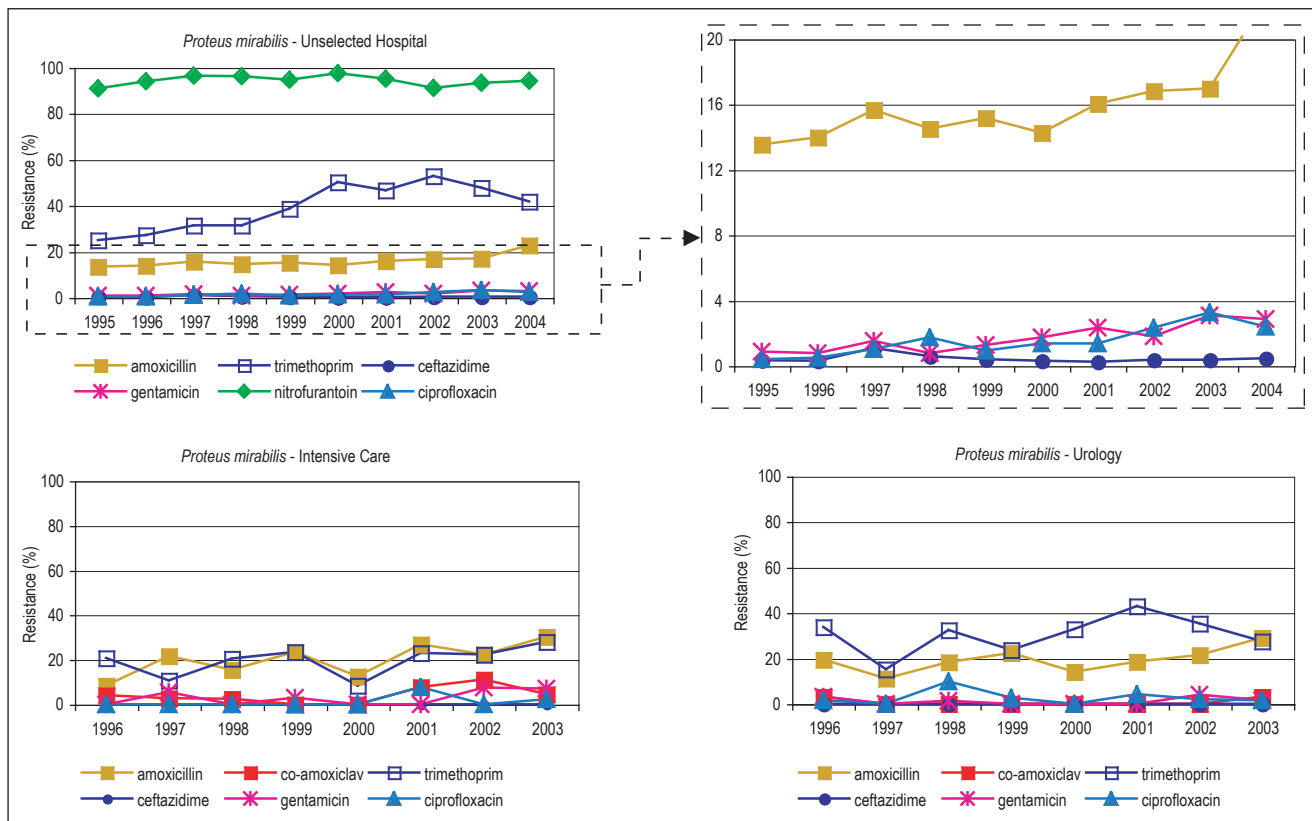 Proteus mirabilis - Unselected Hospital
Resistance (%)
100
80
60
40
20
0
1995 1996 1997 1998 1999 2000 2001 2002 2003 2004
amoxicillin trimethoprim ceftazidime
gentamicin nitrofurantoin ciprofloxacin
20
16
12
8
4
0
1995 1996 1997 1998 1999 2000 2001 2002 2003 2004
Proteus mirabilis - Intensive Care
Resistance (%)
100
80
60
40
20
0
1996 1997 1998 1999 2000 2001 2002 2003
amoxicillin co-amoxiclav trimethoprim
ceftazidime gentamicin ciprofloxacin
Proteus mirabilis - Urology
Resistance (%)
100
80
60
40
20
0
1996 1997 1998 1999 2000 2001 2002 2003
amoxicillin co-amoxiclav trimethoprim
ceftazidime gentamicin ciprofloxacin